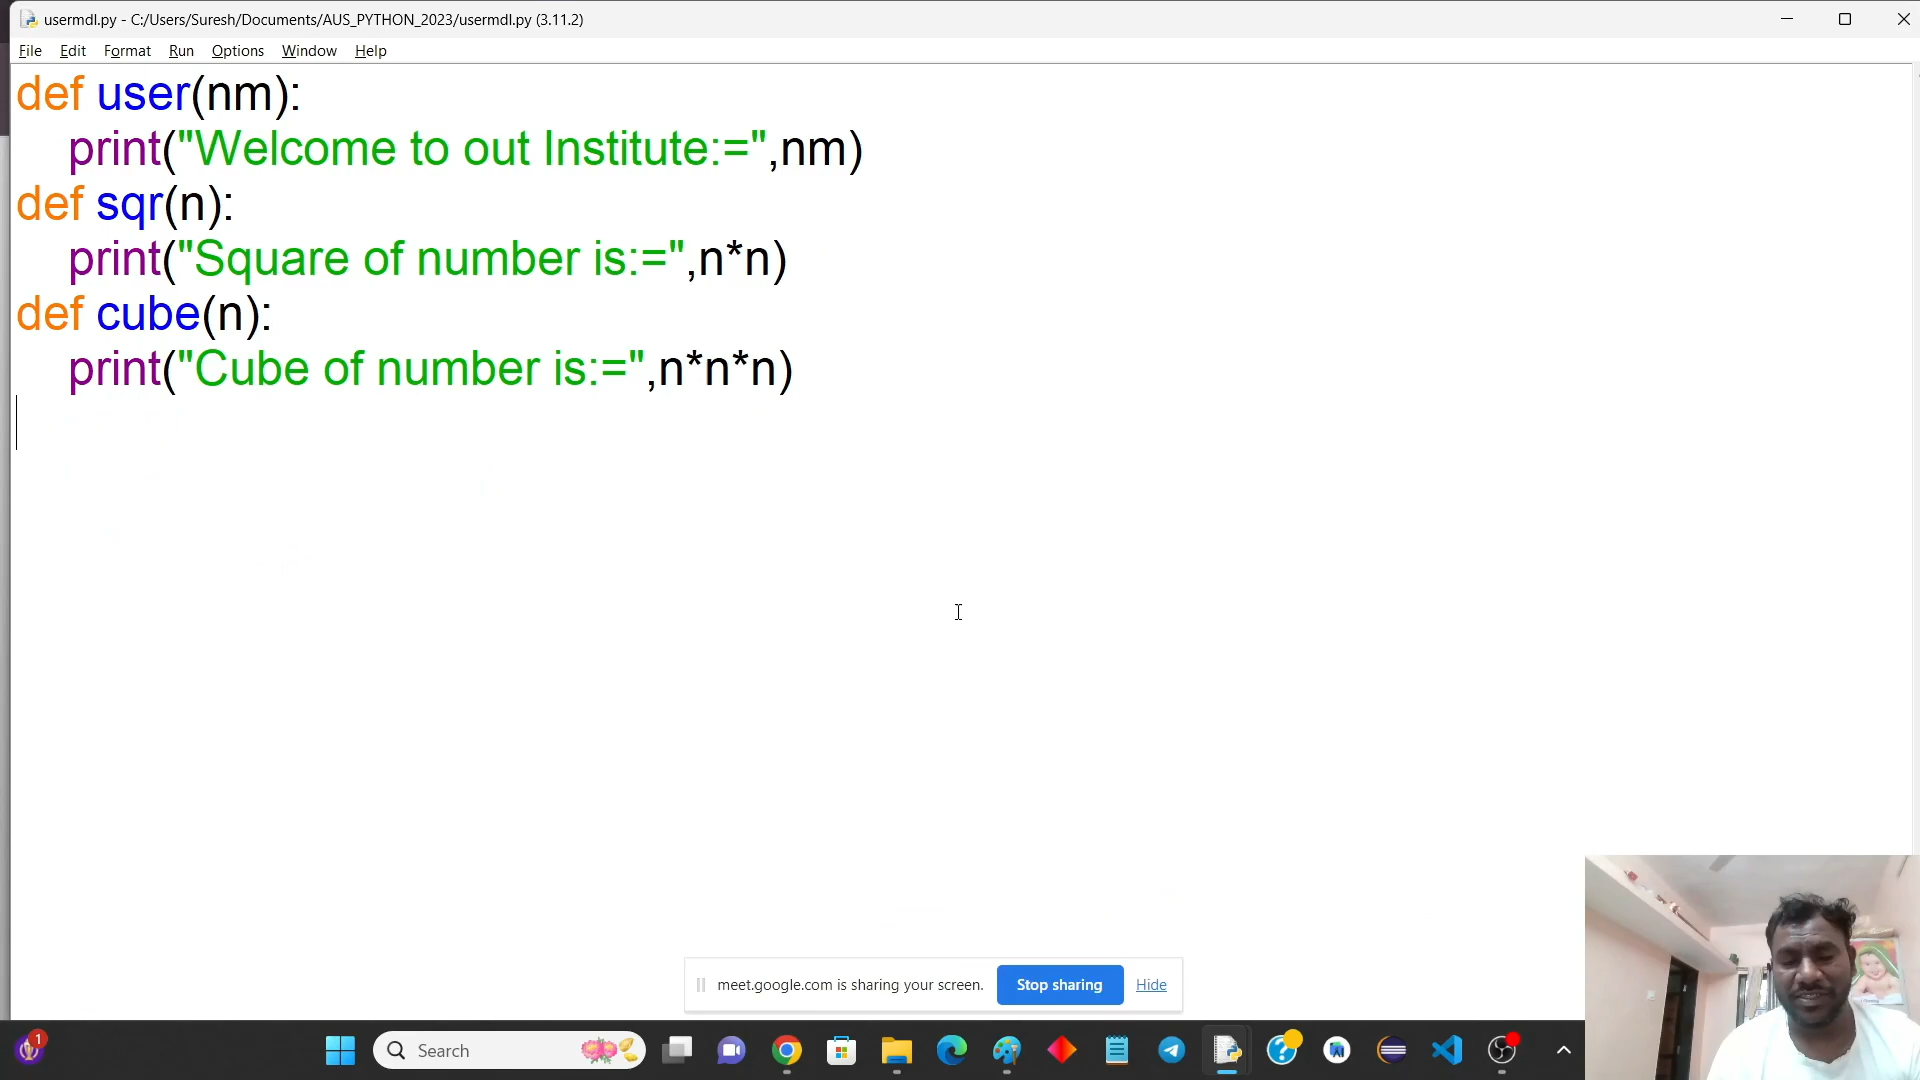 usermdl.py - C:/Users/Suresh/Documents/AUS_PYTHON_2023/usermdl.py (3.11.2)
File Edit Format Run Options Window Help
def user(nm):
    print("Welcome to out Institute:=",nm)
def sqr(n):
    print("Square of number is:=",n*n)
def cube(n):
    print("Cube of number is:=",n*n*n)
meet.google.com is sharing your screen. Stop sharing Hide
1
Search